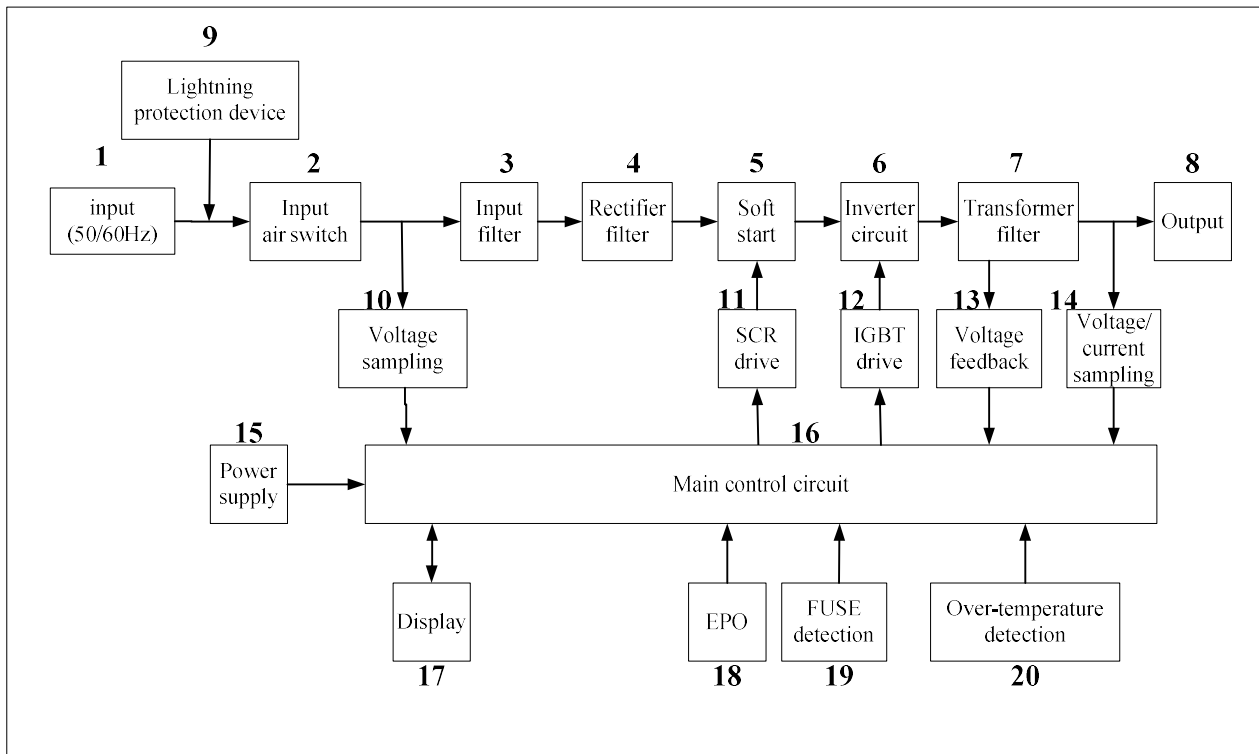 9
Lightning
protection device
1
2
3
4
5
6
7
8
input
(50/60Hz)
Input
air switch
Input
filter
Rectifier
filter
Soft
start
Inverter
circuit
Transformer
filter
Output
10
11
12
13
14
Voltage
sampling
SCR
drive
IGBT
drive
Voltage
feedback
Voltage/
current
sampling
15
16
Power
supply
Main control circuit
Display
EPO
FUSE
detection
Over-temperature
detection
17
18
19
20